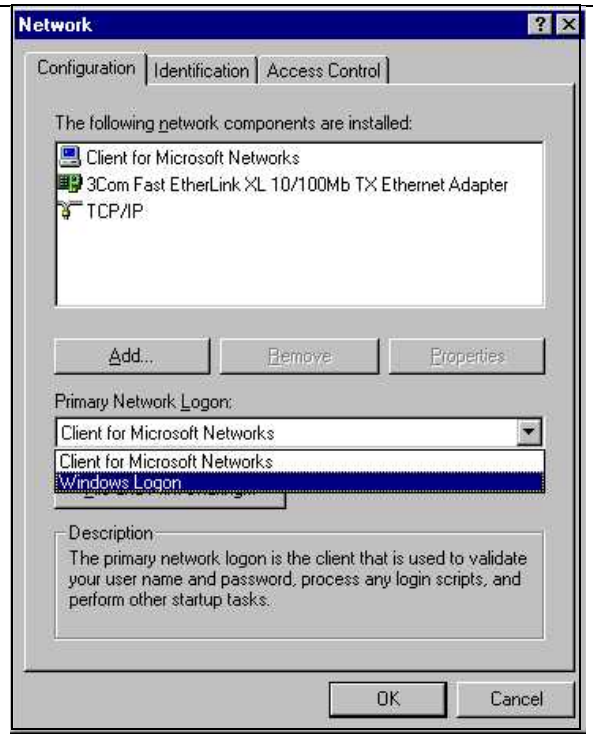 Network
Configuration Identification Access Control
The following network components are installed:
Client for Microsoft Networks
3Com Fast EtherLink XL 10/100Mb TX Ethernet Adapter
TCP/IP
Add... Remove Properties
Primary Network Logon:
Client for Microsoft Networks
Client for Microsoft Networks
Windows Logon
Description
The primary network logon is the client that is used to validate
your user name and password, process any login scripts, and
perform other startup tasks.
OK Cancel